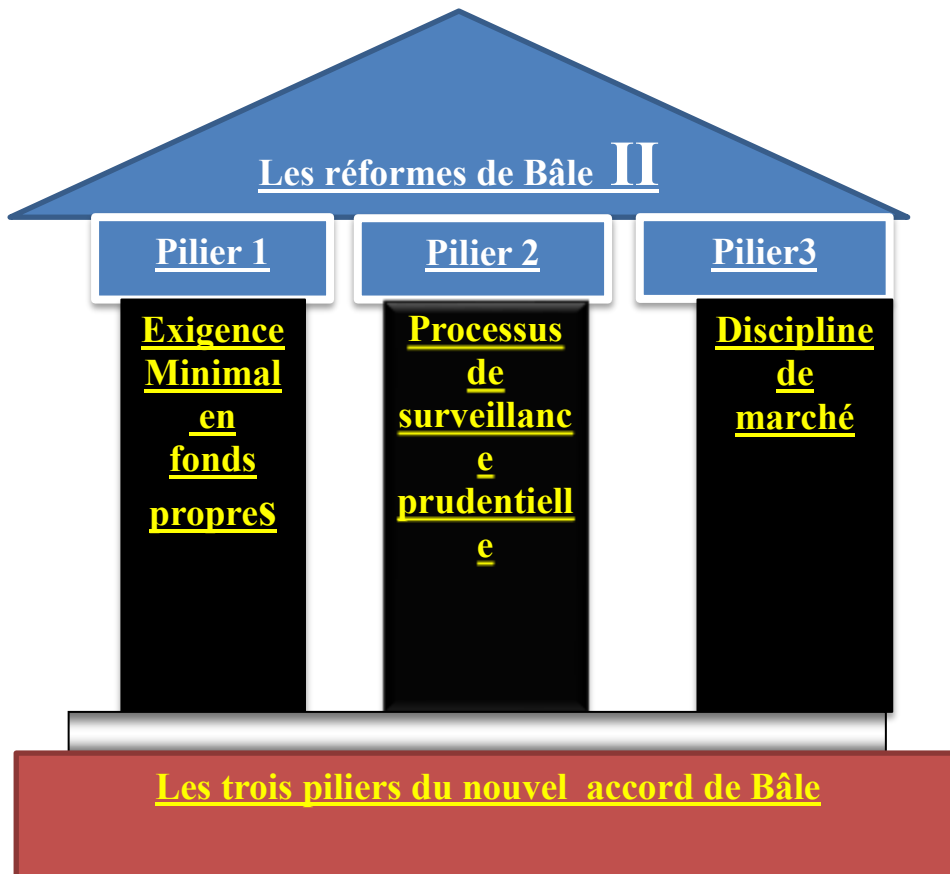 Les réformes de Bâle II
Pilier 1
Pilier 2
Pilier3
Exigence
Minimal
en
fonds
propres
Processus
de
surveillanc
e
prudentiell
e
Discipline
de
marché
Les trois piliers du nouvel accord de Bâle